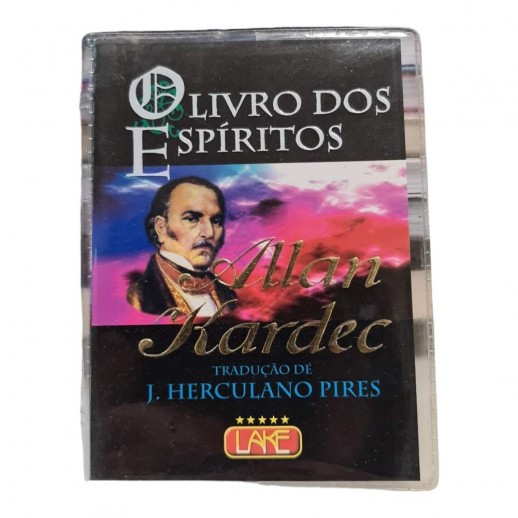 O LIVRO DOS
ESPÍRITOS
Allan
Kardec
TRADUÇÃO DE
J. HERCULANO PIRES
LAKE